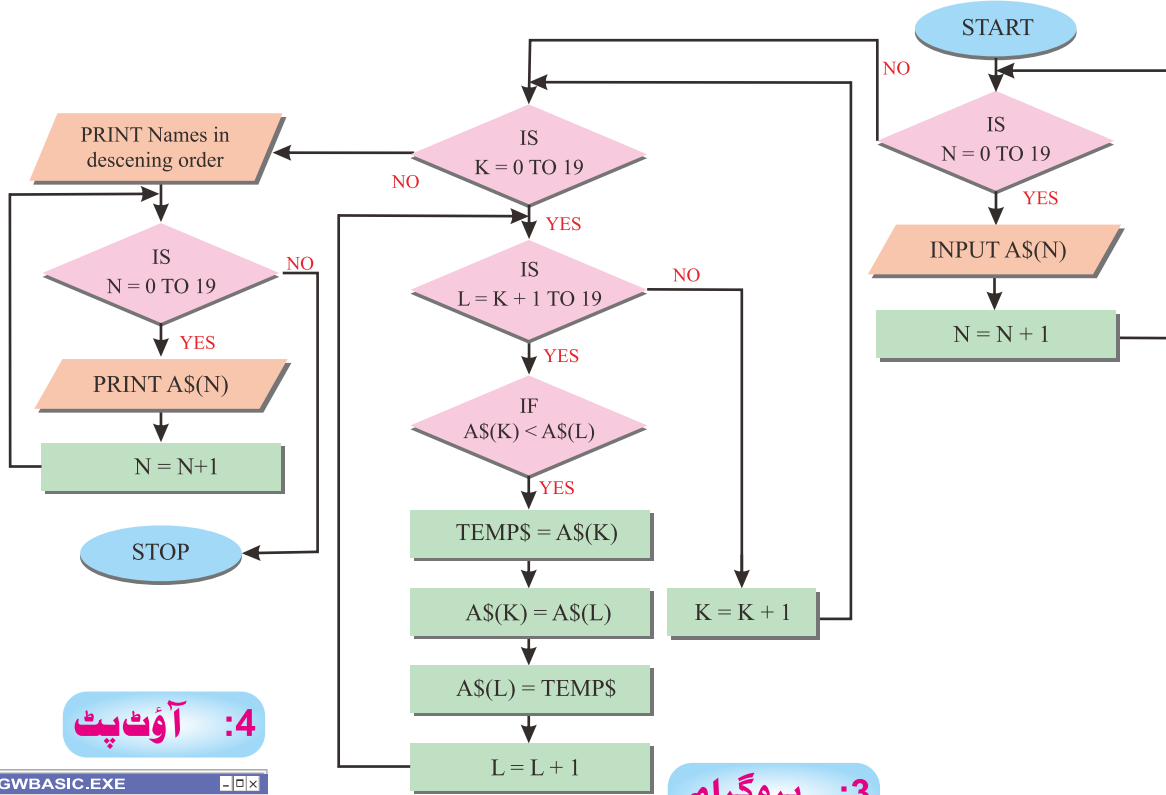 START
IS
N = 0 TO 19
NO
YES
INPUT A$(N)
N = N + 1
IS
K = 0 TO 19
NO
YES
IS
L = K + 1 TO 19
NO
YES
IF
A$(K) < A$(L)
YES
TEMP$ = A$(K)
A$(K) = A$(L)
A$(L) = TEMP$
L = L + 1
K = K + 1
PRINT Names in
descening order
IS
N = 0 TO 19
NO
YES
PRINT A$(N)
N = N+1
STOP
3: پروگرام
4: آؤٹ پٹ
GWBASIC.EXE